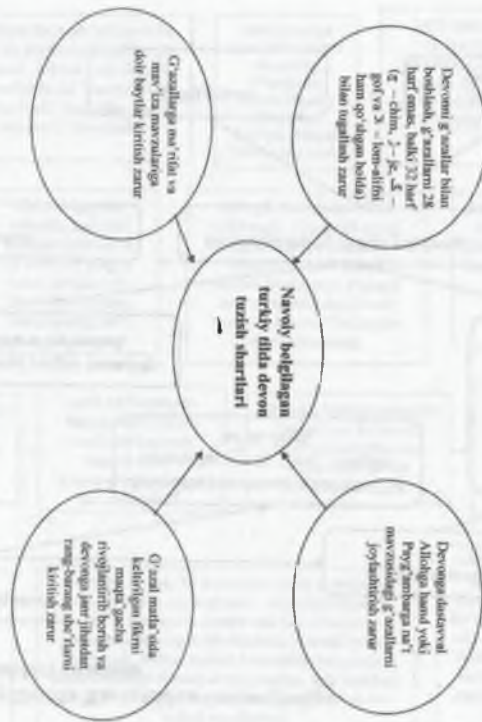 Devonni g‘azallar bilan
boshlash, g‘azallarni 28
harf emas, balki 32 harf
(چ – chim, ژ – je, گ –
gof va لا – lom-alifni
ham qo‘shgan holda)
bilan tugallash zarur
Devonga dastavval
Allohga hamd yoki
Payg‘ambarga na’t
mavzusidagi g‘azallarni
joylashtirish zarur
Navoiy belgilagan
turkiy tilda devon
tuzish shartlari
G‘azallarga ma’rifat va
mav’iza mavzulariga
doir baytlar kiritish zarur
G‘azal matla’sida
keltirilgan fikrni
maqta’gacha
rivojlantirib borish va
devonga janr jihatdan
rang-barang she’rlarni
kiritish zarur